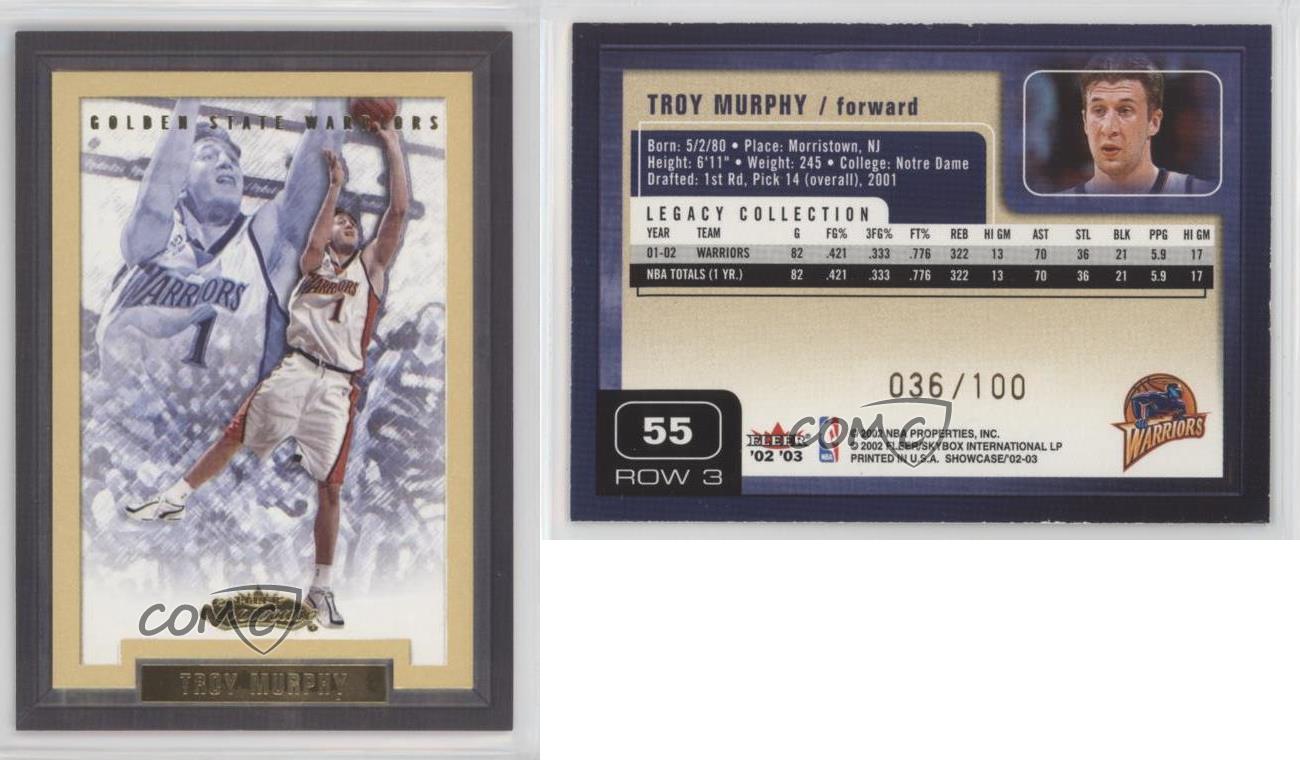 GOLDEN STATE WARRIORS
WARRIORS
1
WARRIORS
1
COMC
TROY MURPHY
TROY MURPHY / forward
Born: 5/2/80 • Place: Morristown, NJ
Height: 6'11" • Weight: 245 • College: Notre Dame
Drafted: 1st Rd, Pick 14 (overall), 2001
LEGACY COLLECTION
YEAR TEAM G FG% 3FG% FT% REB HI GM AST STL BLK PPG HI GM
01-02 WARRIORS 82 .421 .333 .776 322 13 70 36 21 5.9 17
NBA TOTALS (1 YR.) 82 .421 .333 .776 322 13 70 36 21 5.9 17
036/100
55
ROW 3
FLEER
'02 '03
NBA
COMC
© 2002 NBA PROPERTIES, INC.
© 2002 FLEER/SKYBOX INTERNATIONAL LP
PRINTED IN U.S.A. SHOWCASE/'02-03
WARRIORS